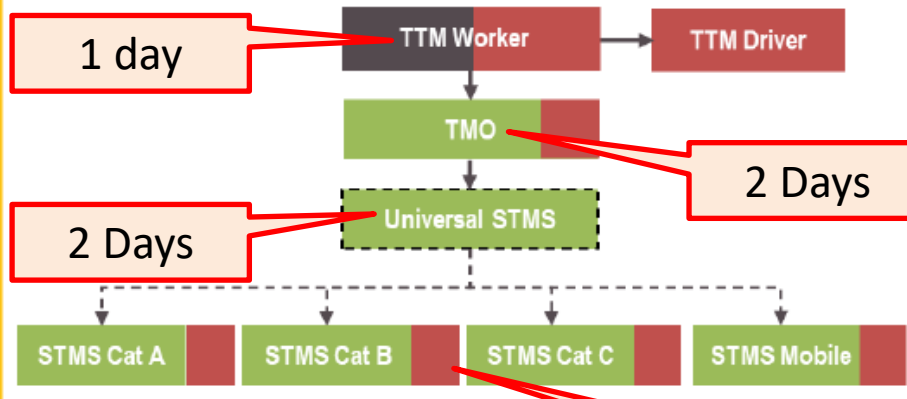 1 day
TTM Worker
TTM Driver
TMO
2 Days
Universal STMS
2 Days
STMS Cat A
STMS Cat B
STMS Cat C
STMS Mobile